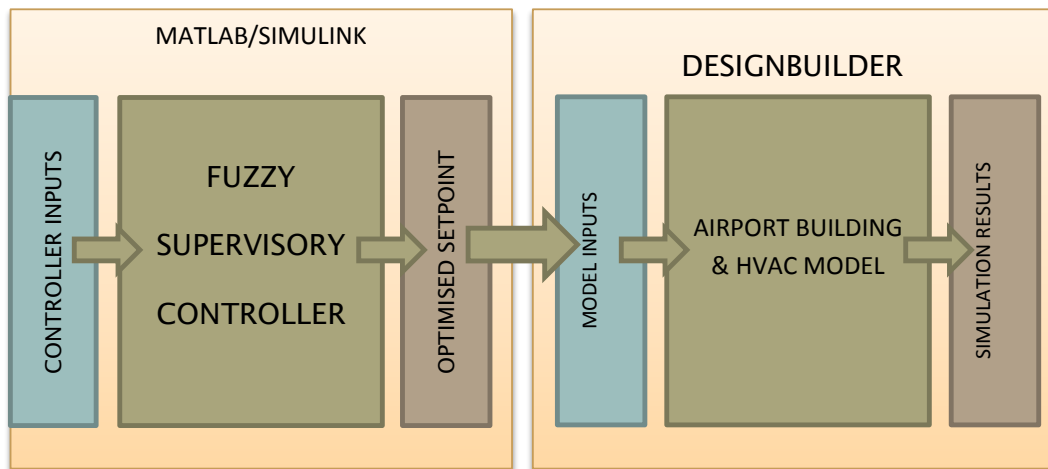 MATLAB/SIMULINK
CONTROLLER INPUTS
FUZZY
SUPERVISORY
CONTROLLER
OPTIMISED SETPOINT
DESIGNBUILDER
MODEL INPUTS
AIRPORT BUILDING
& HVAC MODEL
SIMULATION RESULTS